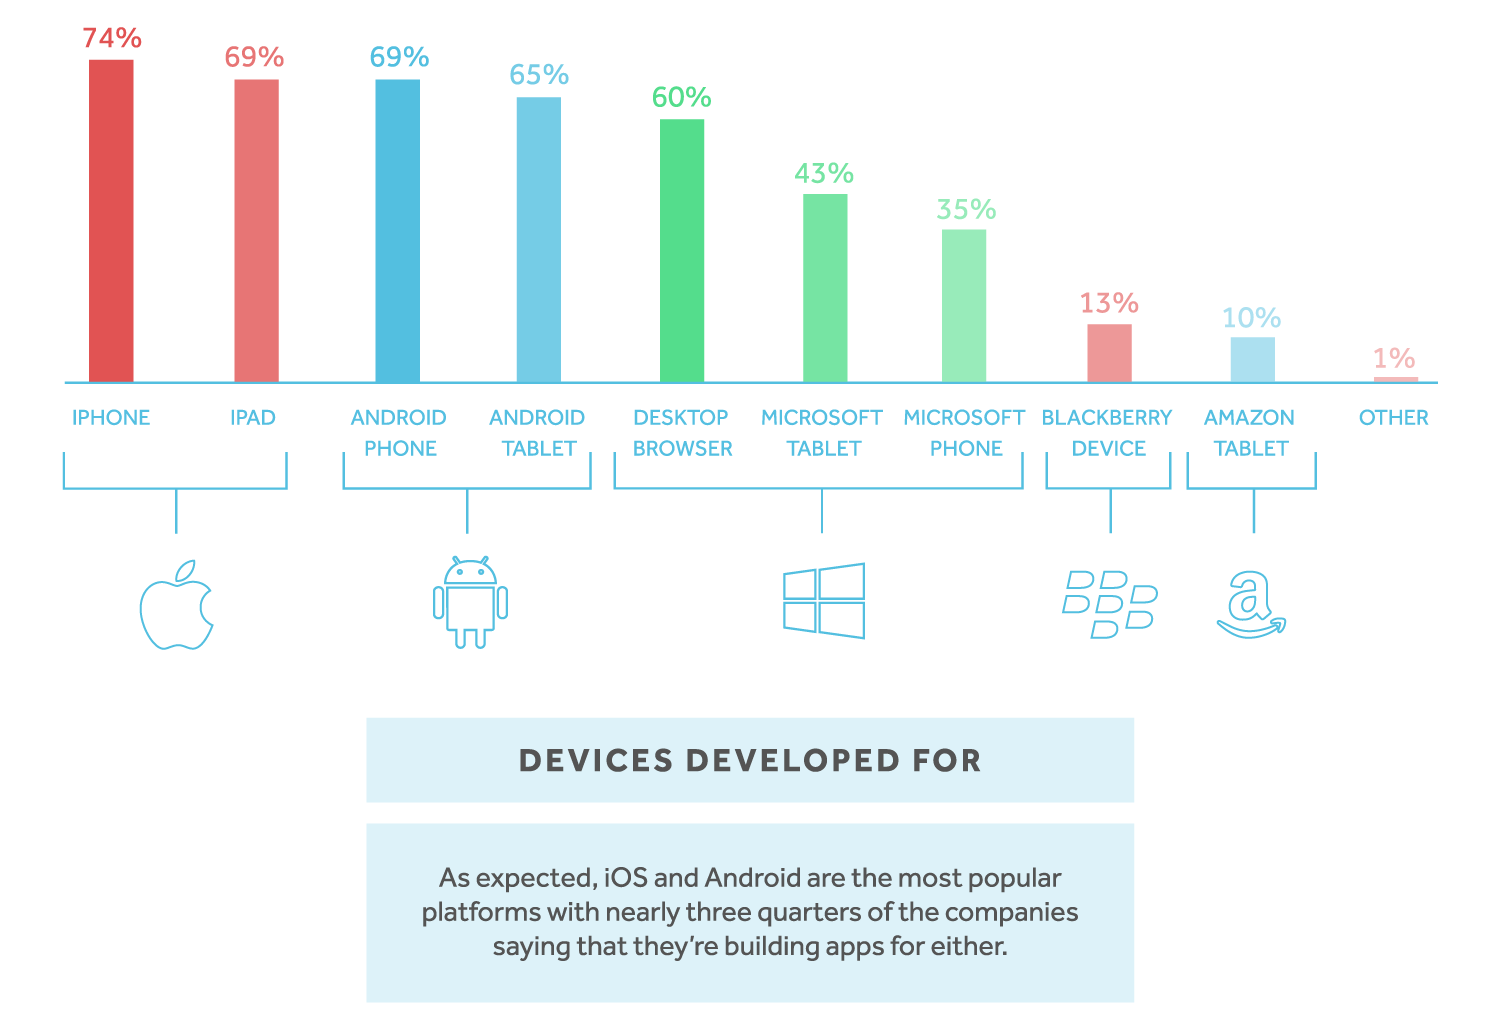 74%
69%
69%
65%
60%
43%
35%
13%
10%
1%
IPHONE
IPAD
ANDROID
PHONE
ANDROID
TABLET
DESKTOP
BROWSER
MICROSOFT
TABLET
MICROSOFT
PHONE
BLACKBERRY
DEVICE
AMAZON
TABLET
OTHER
a
DEVICES DEVELOPED FOR
As expected, iOS and Android are the most popular
platforms with nearly three quarters of the companies
saying that they're building apps for either.